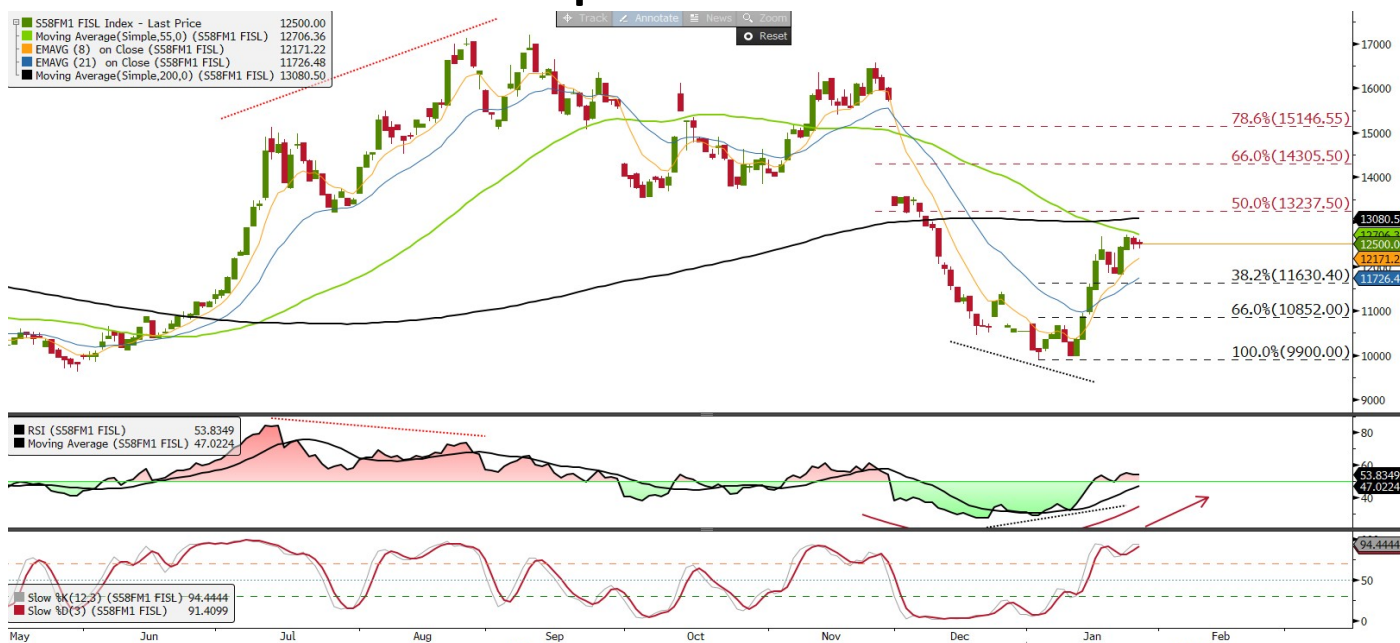 Track Annotate News Zoom
Reset
S58FM1 FISL Index - Last Price 12500.00
Moving Average(Simple,55,0) (S58FM1 FISL) 12706.36
EMAVG (8) on Close (S58FM1 FISL) 12171.22
EMAVG (21) on Close (S58FM1 FISL) 11726.48
Moving Average(Simple,200,0) (S58FM1 FISL) 13080.50
17000
16000
15000
14000
13080.5
12500.0
12171.2
11726.4
11000
10000
9000
78.6%(15146.55)
66.0%(14305.50)
50.0%(13237.50)
38.2%(11630.40)
66.0%(10852.00)
100.0%(9900.00)
RSI (S58FM1 FISL) 53.8349
Moving Average (S58FM1 FISL) 47.0224
80
60
53.8349
47.0224
40
Slow %K(12,3) (S58FM1 FISL) 94.4444
Slow %D(3) (S58FM1 FISL) 91.4099
94.4444
50
0
May Jun Jul Aug Sep Oct Nov Dec Jan Feb